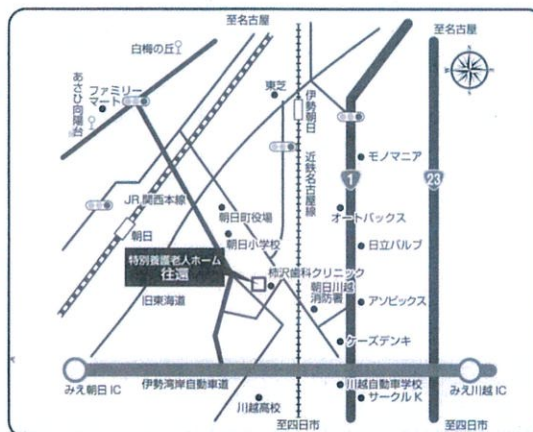 至名古屋
至名古屋
白梅の丘
ファミリー
マート
あさひ向陽台
東芝
伊勢朝日
近鉄名古屋線
モノマニア
1
23
JR関西本線
朝日
朝日町役場
朝日小学校
オートバックス
日立バルブ
特別養護老人ホーム
往還
柿沢歯科クリニック
朝日川越
消防署
アソビックス
旧東海道
ケーズデンキ
みえ朝日IC
伊勢湾岸自動車道
川越自動車学校
みえ川越IC
サークルK
川越高校
至四日市
至四日市